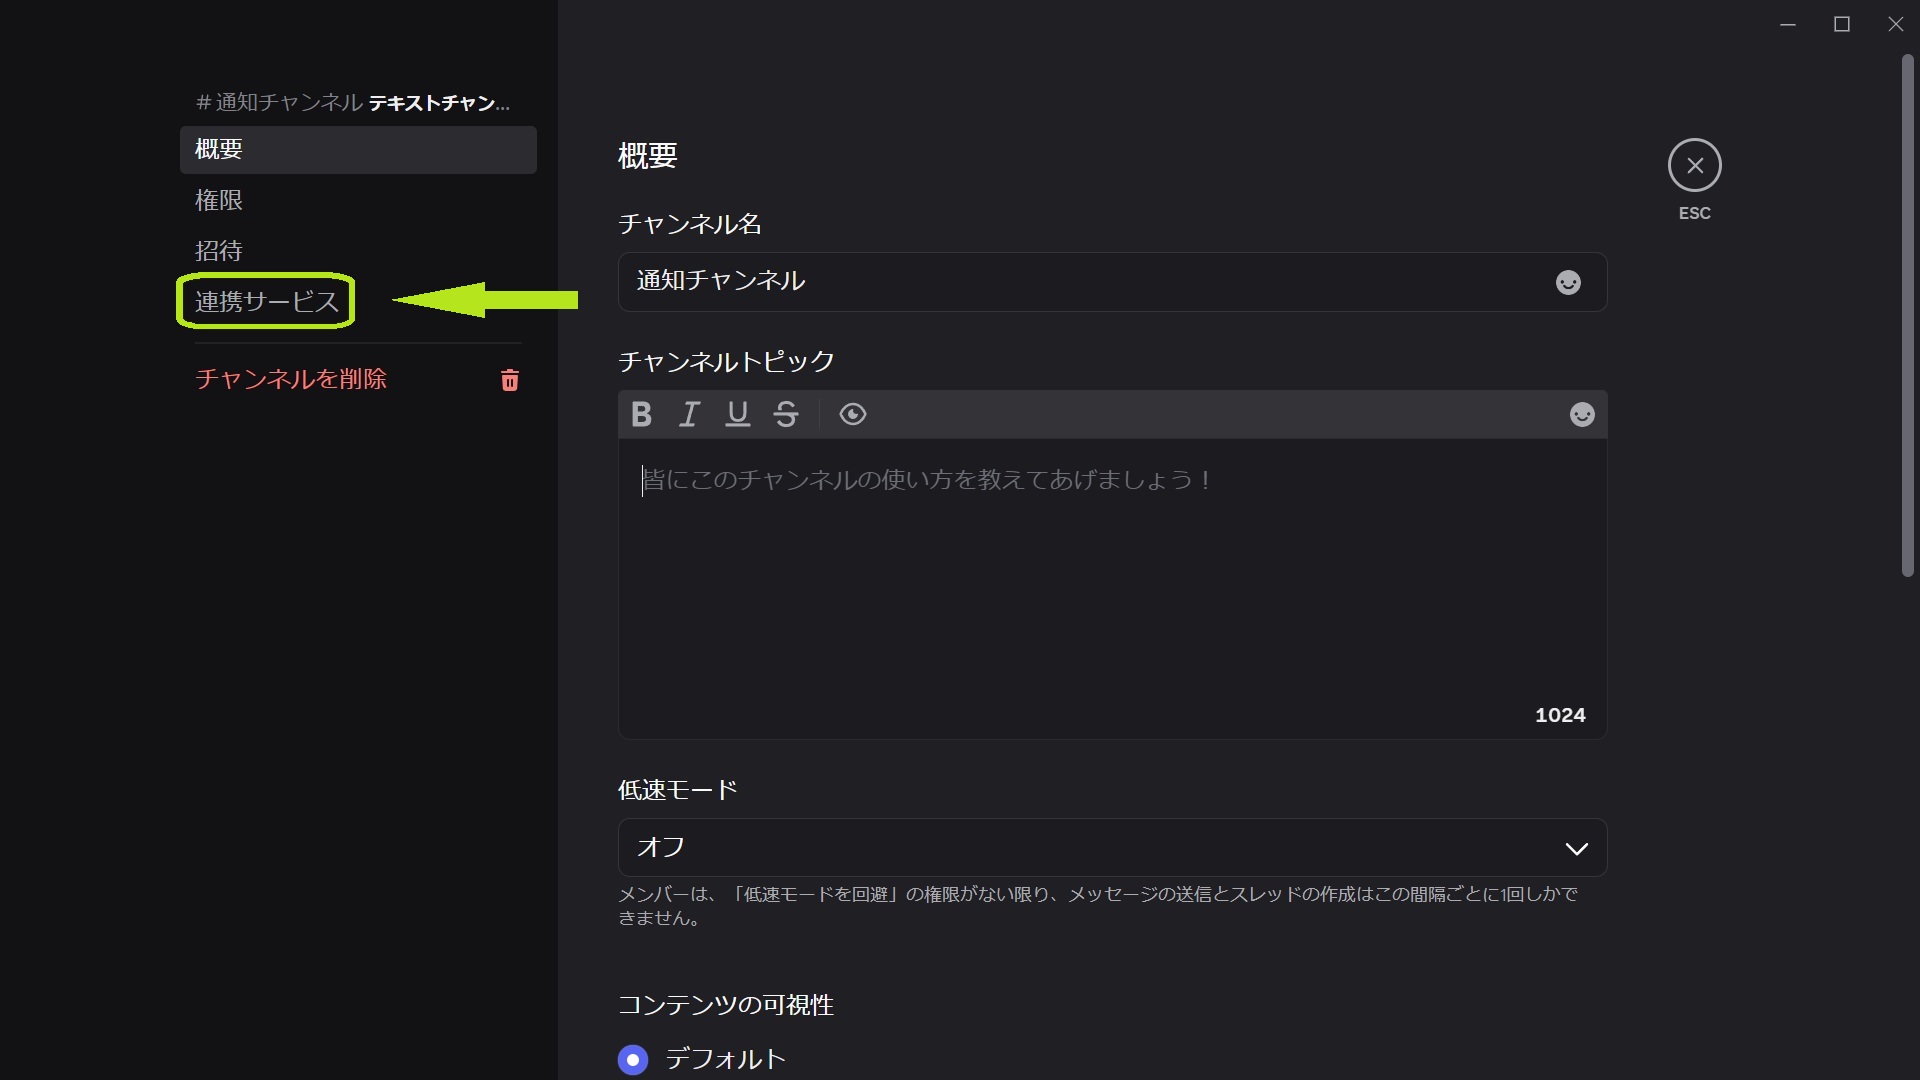 #通知チャンネル テキストチャン...
概要
権限
招待
連携サービス
チャンネルを削除
概要
ESC
チャンネル名
通知チャンネル
チャンネルトピック
B I U S
皆にこのチャンネルの使い方を教えてあげましょう！
1024
低速モード
オフ
メンバーは、「低速モードを回避」の権限がない限り、メッセージの送信とスレッドの作成はこの間隔ごとに1回しかで
きません。
コンテンツの可視性
デフォルト